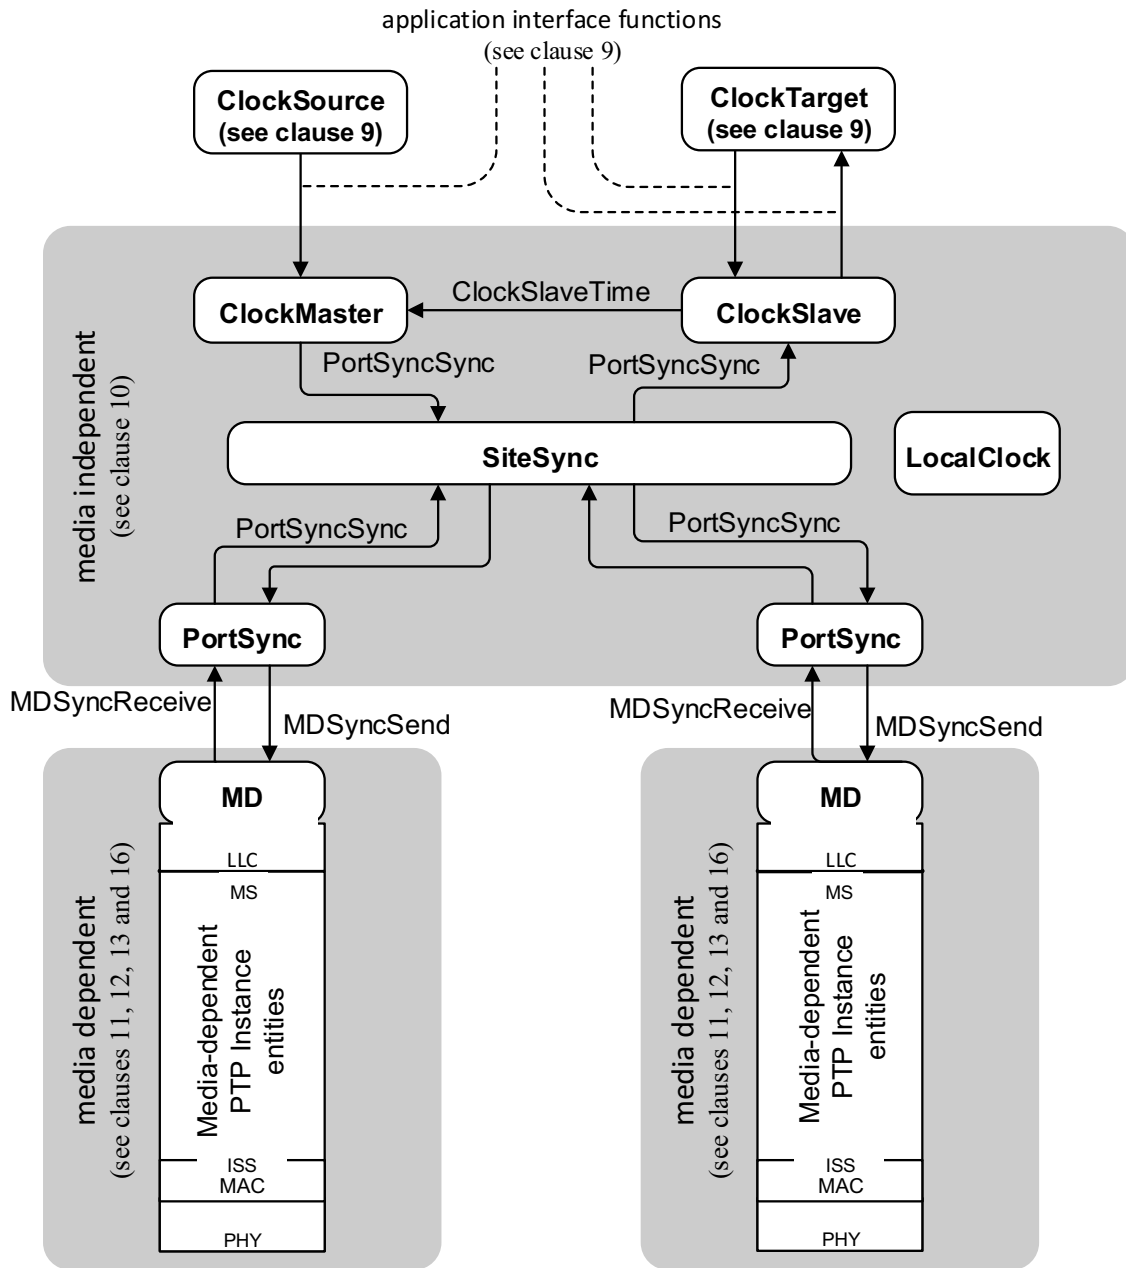 application interface functions
(see clause 9)
ClockSource
(see clause 9)
ClockTarget
(see clause 9)
media independent
(see clause 10)
ClockMaster
ClockSlaveTime
ClockSlave
PortSyncSync
PortSyncSync
SiteSync
LocalClock
PortSyncSync
PortSyncSync
PortSync
PortSync
MDSyncReceive
MDSyncSend
MDSyncReceive
MDSyncSend
media dependent
(see clauses 11, 12, 13 and 16)
MD
LLC
MS
Media-dependent
PTP Instance
entities
ISS
MAC
PHY
media dependent
(see clauses 11, 12, 13 and 16)
MD
LLC
MS
Media-dependent
PTP Instance
entities
ISS
MAC
PHY